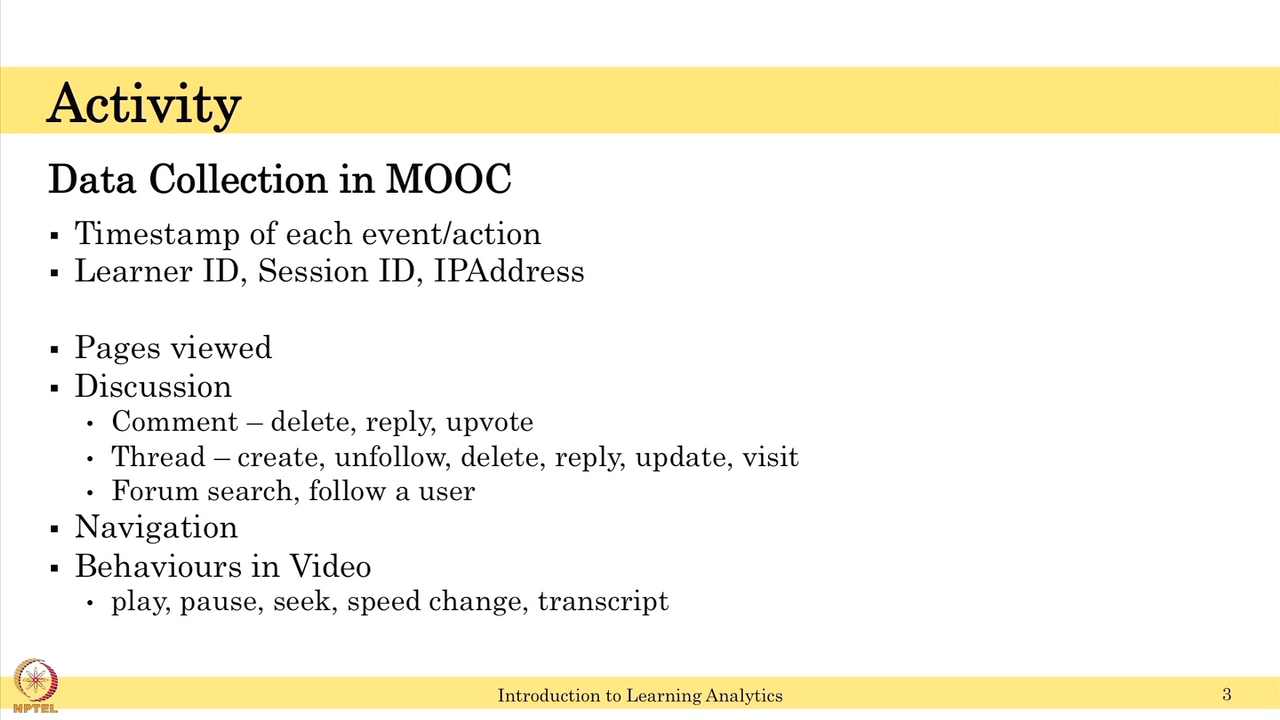 Activity
Data Collection in MOOC
▪ Timestamp of each event/action
▪ Learner ID, Session ID, IPAddress
▪ Pages viewed
▪ Discussion
• Comment – delete, reply, upvote
• Thread – create, unfollow, delete, reply, update, visit
• Forum search, follow a user
▪ Navigation
▪ Behaviours in Video
• play, pause, seek, speed change, transcript
NPTEL
Introduction to Learning Analytics
3